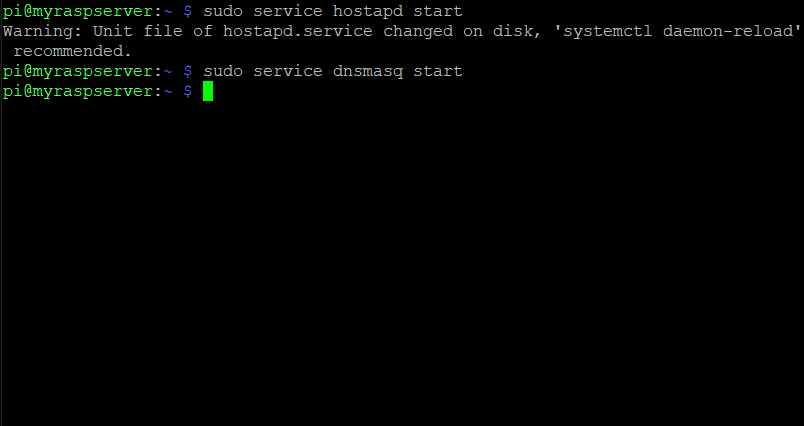 pi@myraspserver:~ $ sudo service hostapd start
Warning: Unit file of hostapd.service changed on disk, 'systemctl daemon-reload'
 recommended.
pi@myraspserver:~ $ sudo service dnsmasq start
pi@myraspserver:~ $